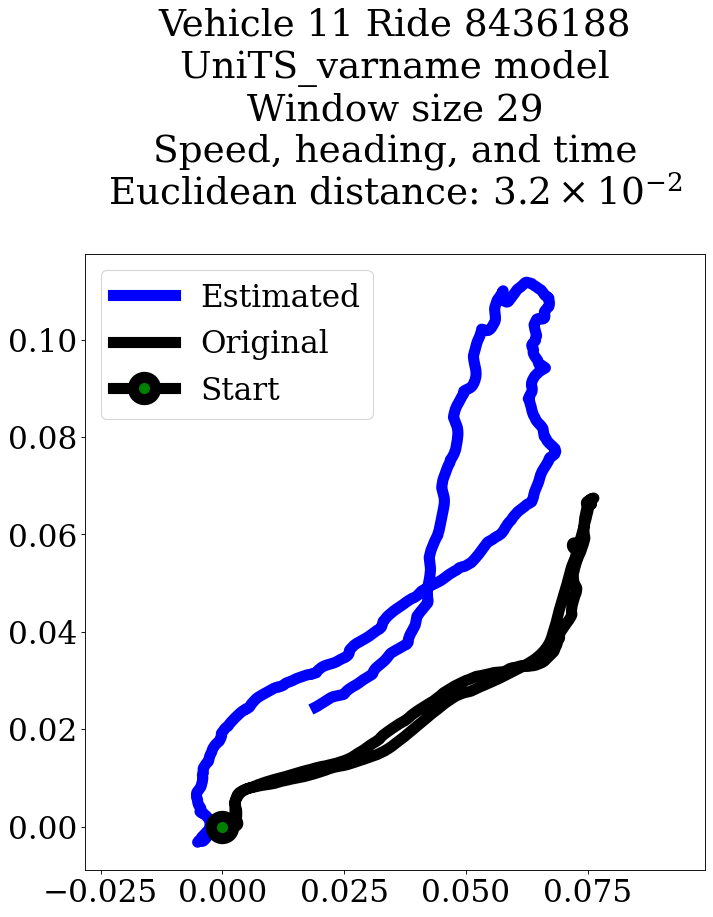 Vehicle 11 Ride 8436188
UniTS_varname model
Window size 29
Speed, heading, and time
Euclidean distance: 3.2 × 10⁻²
Estimated
Original
Start
0.10
0.08
0.06
0.04
0.02
0.00
−0.025 0.000 0.025 0.050 0.075